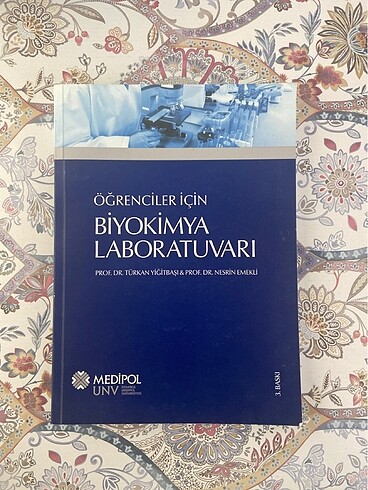 ÖĞRENCİLER İÇİN
BİYOKİMYA
LABORATUVARI
PROF. DR. TÜRKAN YİĞİTBAŞI & PROF. DR. NESRİN EMEKLİ
MEDİPOL
UNV
3. BASKI